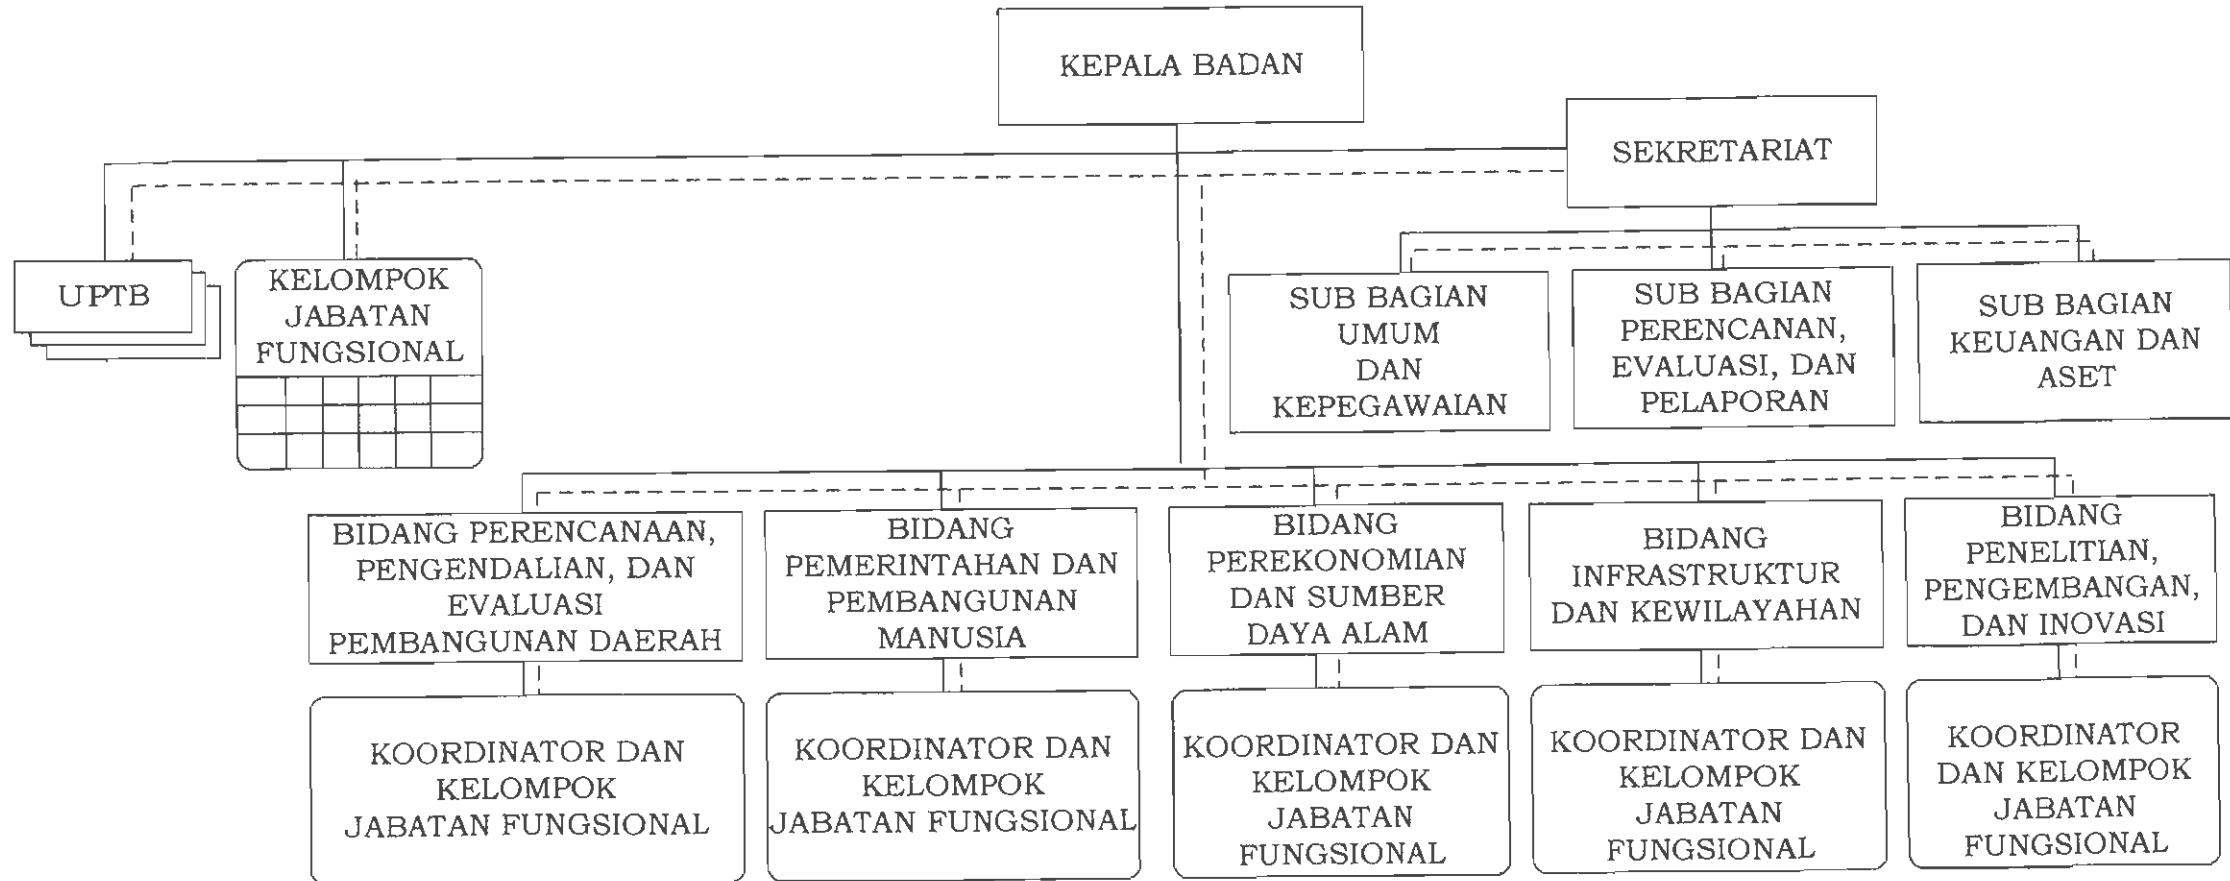 KEPALA BADAN
SEKRETARIAT
UPTB
KELOMPOK
JABATAN
FUNGSIONAL
SUB BAGIAN
UMUM
DAN
KEPEGAWAIAN
SUB BAGIAN
PERENCANAN,
EVALUASI, DAN
PELAPORAN
SUB BAGIAN
KEUANGAN DAN
ASET
BIDANG PERENCANAAN,
PENGENDALIAN, DAN
EVALUASI
PEMBANGUNAN DAERAH
BIDANG
PEMERINTAHAN DAN
PEMBANGUNAN
MANUSIA
BIDANG
PEREKONOMIAN
DAN SUMBER
DAYA ALAM
BIDANG
INFRASTRUKTUR
DAN KEWILAYAHAN
BIDANG
PENELITIAN,
PENGEMBANGAN,
DAN INOVASI
KOORDINATOR DAN
KELOMPOK
JABATAN FUNGSIONAL
KOORDINATOR DAN
KELOMPOK
JABATAN FUNGSIONAL
KOORDINATOR DAN
KELOMPOK
JABATAN
FUNGSIONAL
KOORDINATOR DAN
KELOMPOK
JABATAN
FUNGSIONAL
KOORDINATOR
DAN KELOMPOK
JABATAN
FUNGSIONAL